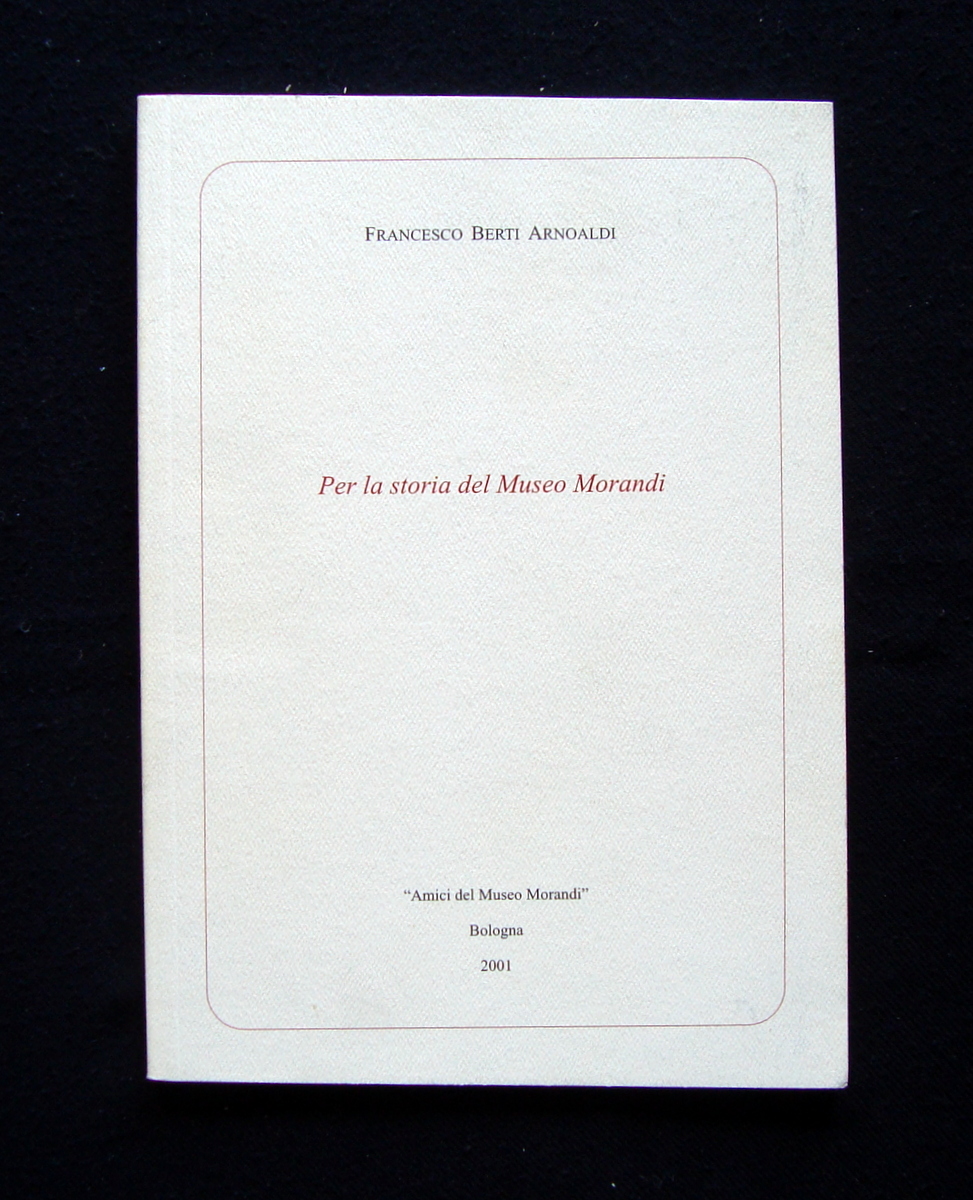 Francesco Berti Arnoaldi
Per la storia del Museo Morandi
“Amici del Museo Morandi”
Bologna
2001